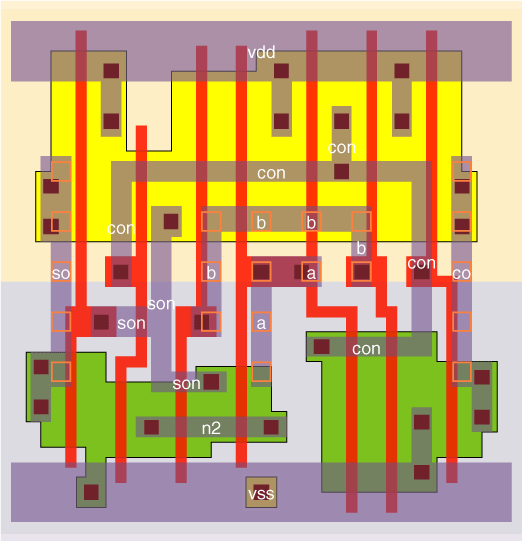 vdd
con
con
b b
con
b
so b a con co
son
son a
con
son
n2
vss